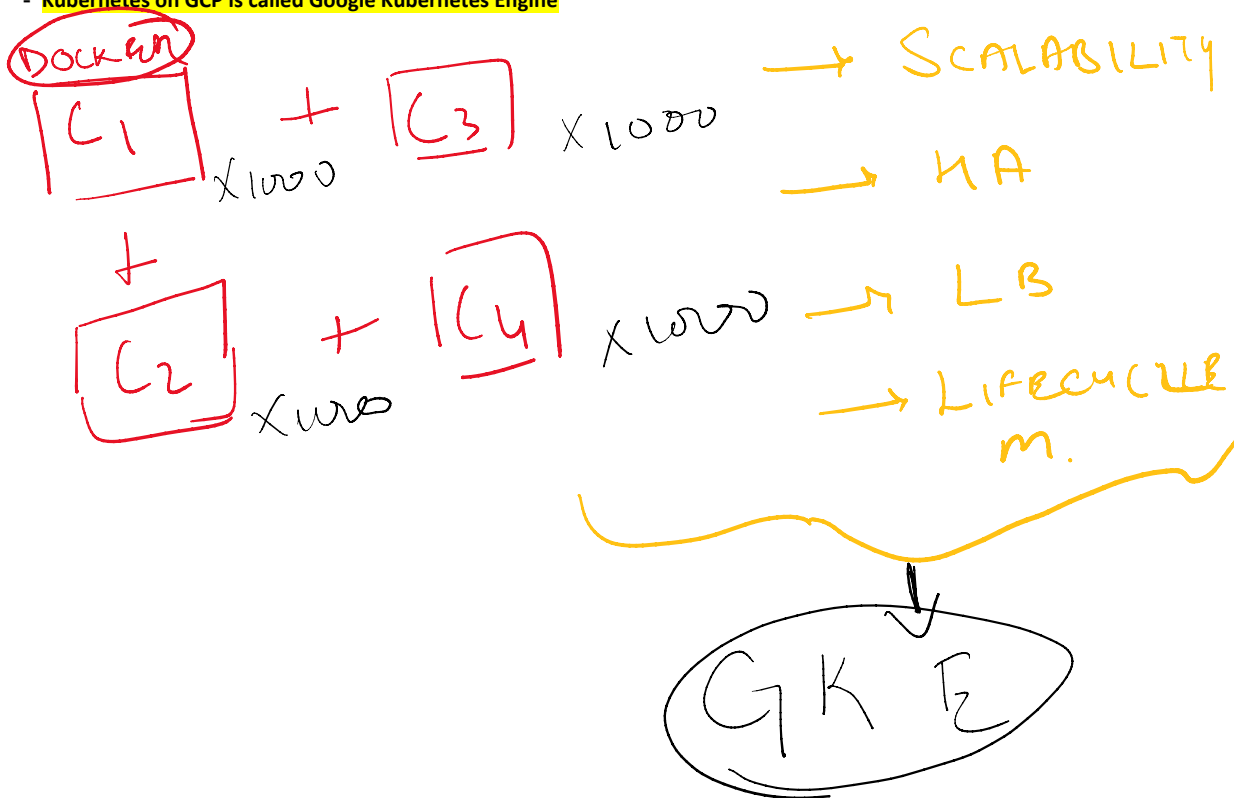 - Kubernetes on GCP is called Google Kubernetes Engine
DOCKER
C1
X1000
+
C3
X1000
+
C2
X1000
+
C4
X1000
→ SCALABILITY
→ HA
→ LB
→ LIFECYCLE
M.
GKE